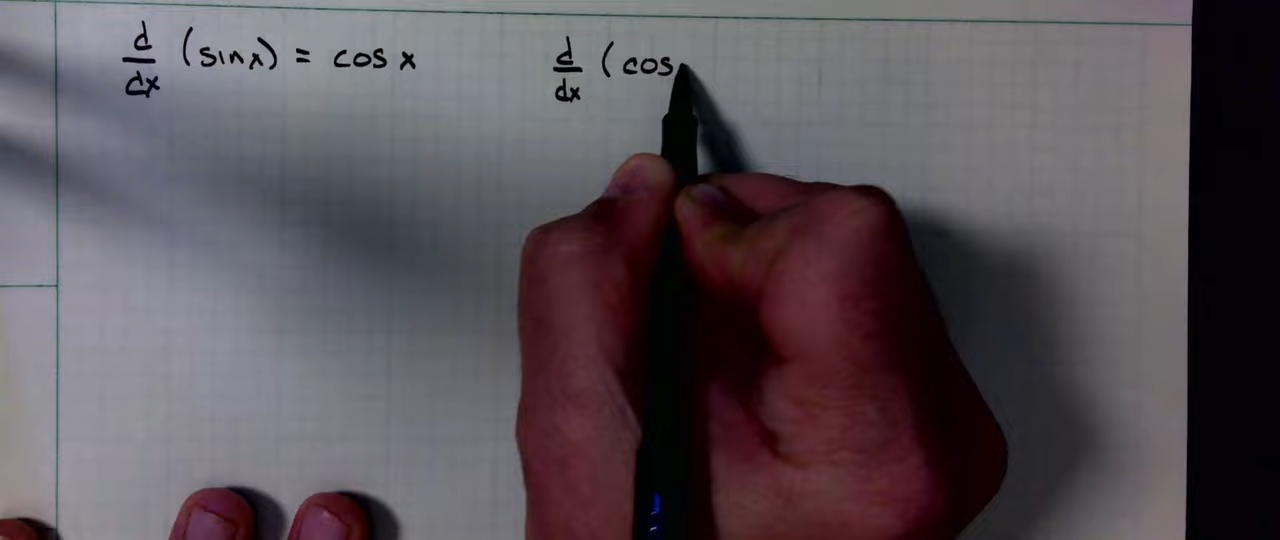 d/dx (sin x) = cos x d/dx (cos